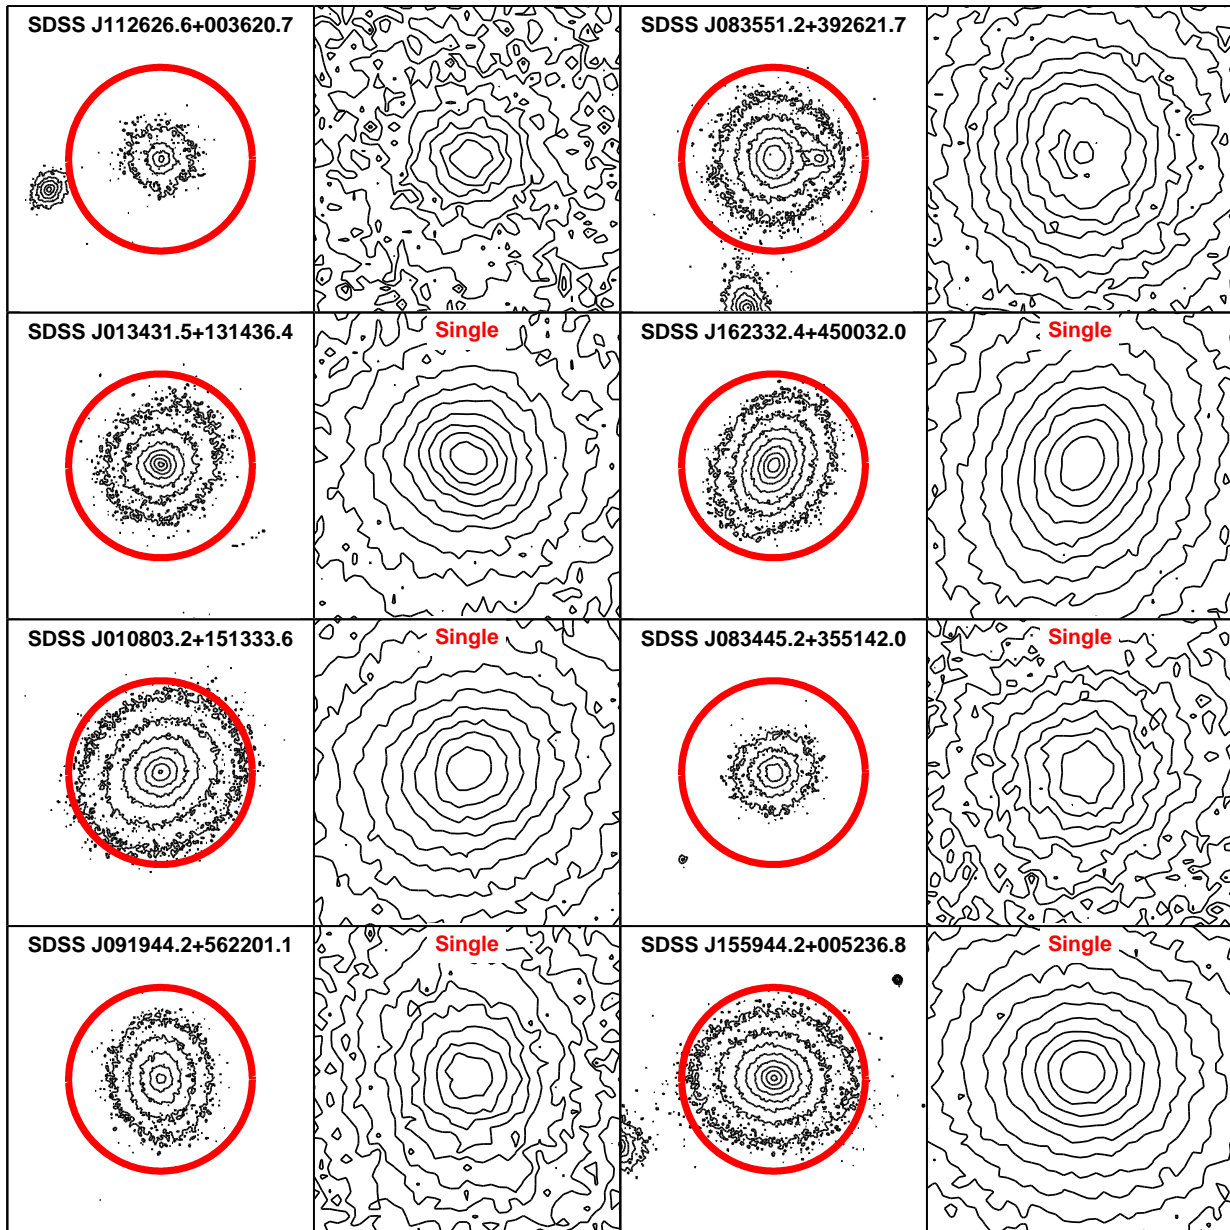 SDSS J112626.6+003620.7
SDSS J083551.2+392621.7
SDSS J013431.5+131436.4
Single
SDSS J162332.4+450032.0
Single
SDSS J010803.2+151333.6
Single
SDSS J083445.2+355142.0
Single
SDSS J091944.2+562201.1
Single
SDSS J155944.2+005236.8
Single